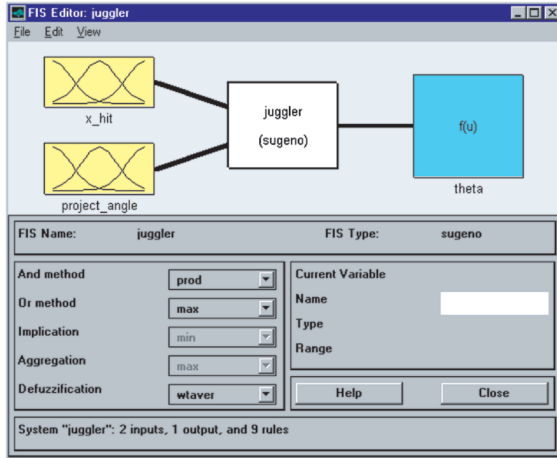 FIS Editor: juggler
File Edit View
x_hit
project_angle
juggler
(sugeno)
f(u)
theta
FIS Name: juggler FIS Type: sugeno
And method prod
Or method max
Implication min
Aggregation max
Defuzzification wtaver
Current Variable
Name
Type
Range
Help Close
System "juggler": 2 inputs, 1 output, and 9 rules